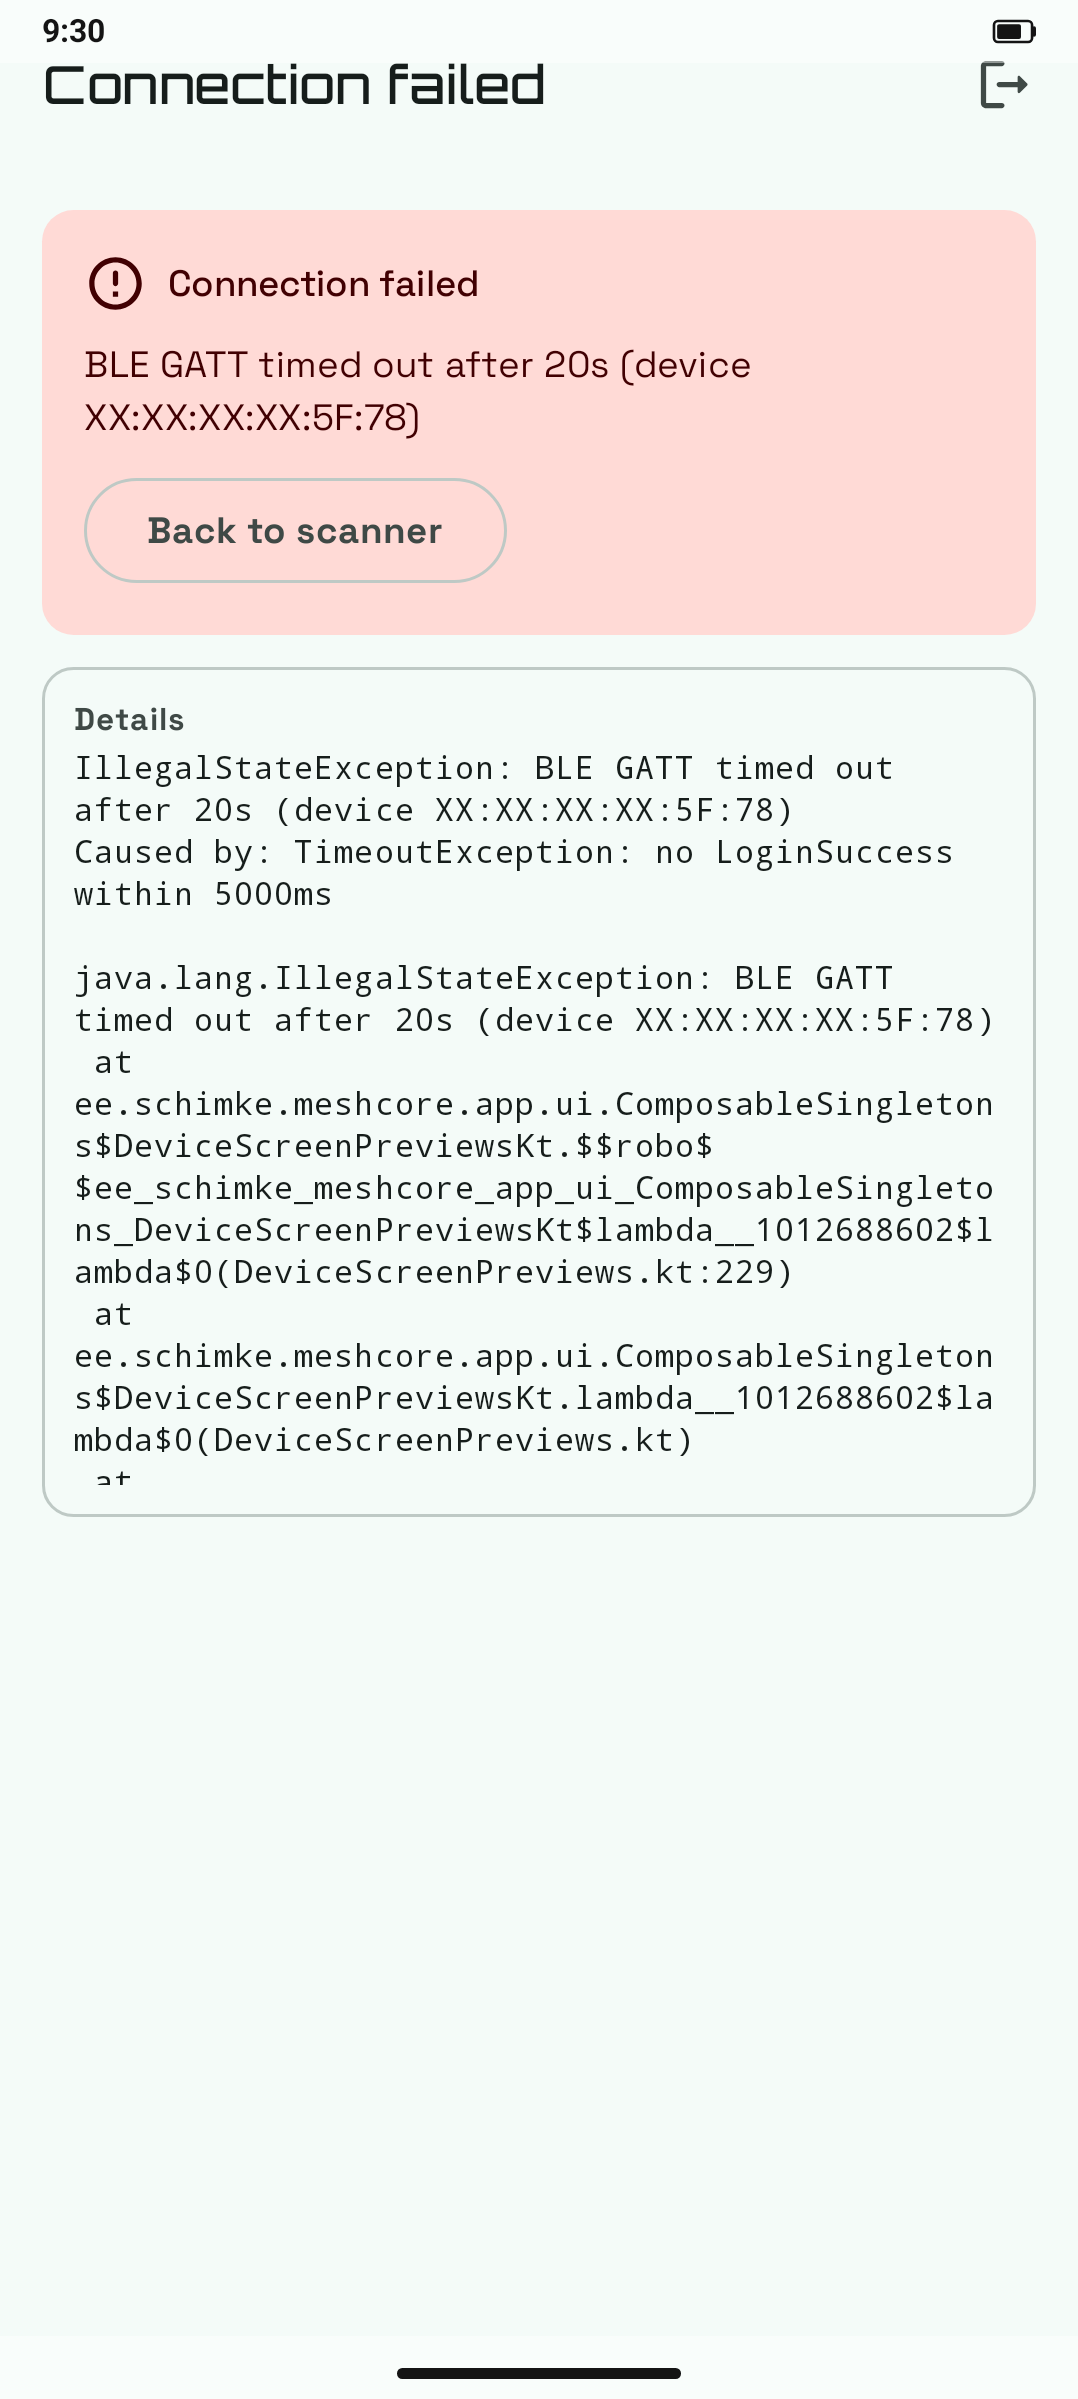 9:30
Connection failed
Connection failed
BLE GATT timed out after 20s (device
XX:XX:XX:XX:5F:78)
Back to scanner
Details
IllegalStateException: BLE GATT timed out
after 20s (device XX:XX:XX:XX:5F:78)
Caused by: TimeoutException: no LoginSuccess
within 5000ms
java.lang.IllegalStateException: BLE GATT
timed out after 20s (device XX:XX:XX:XX:5F:78)
at
ee.schimke.meshcore.app.ui.ComposableSingleton
s$DeviceScreenPreviewsKt.$$robo$
$ee_schimke_meshcore_app_ui_ComposableSingleto
ns_DeviceScreenPreviewsKt$lambda__1012688602$l
ambda$0(DeviceScreenPreviews.kt:229)
at
ee.schimke.meshcore.app.ui.ComposableSingleton
s$DeviceScreenPreviewsKt.lambda__1012688602$la
mbda$0(DeviceScreenPreviews.kt)
at